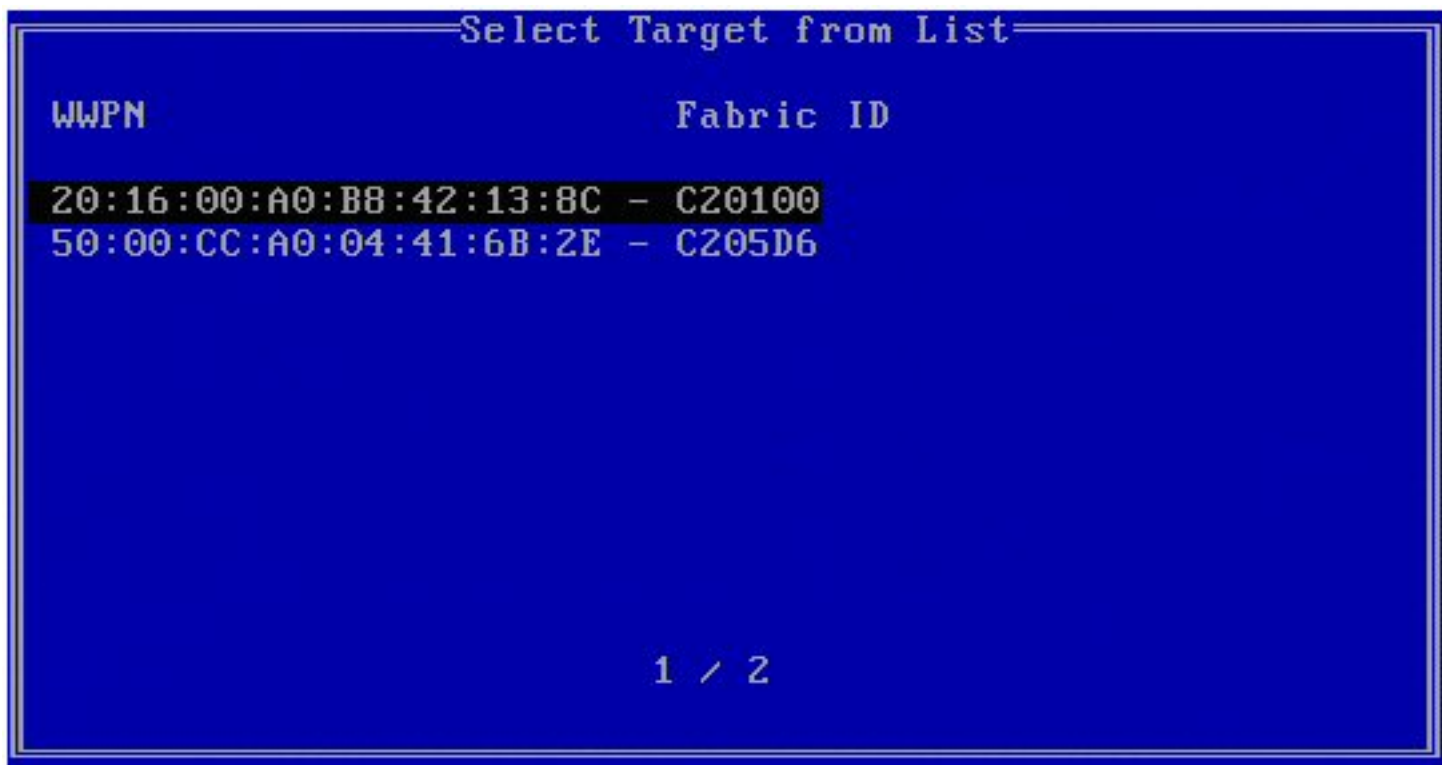 Select Target from List
WWPN Fabric ID
20:16:00:A0:B8:42:13:8C - C20100
50:00:CC:A0:04:41:6B:2E - C205D6
1 / 2